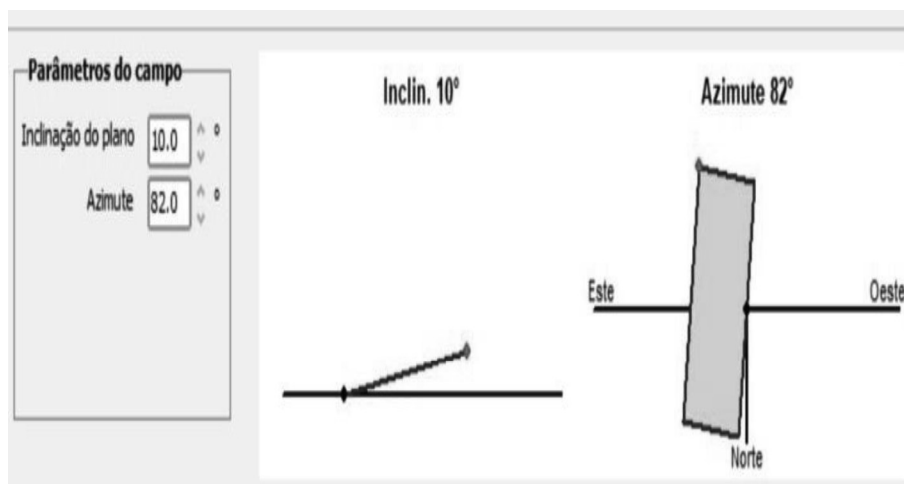 Parâmetros do campo
Inclinação do plano 10.0 °
Azimute 82.0 °
Inclin. 10°
Azimute 82°
Este
Oeste
Norte